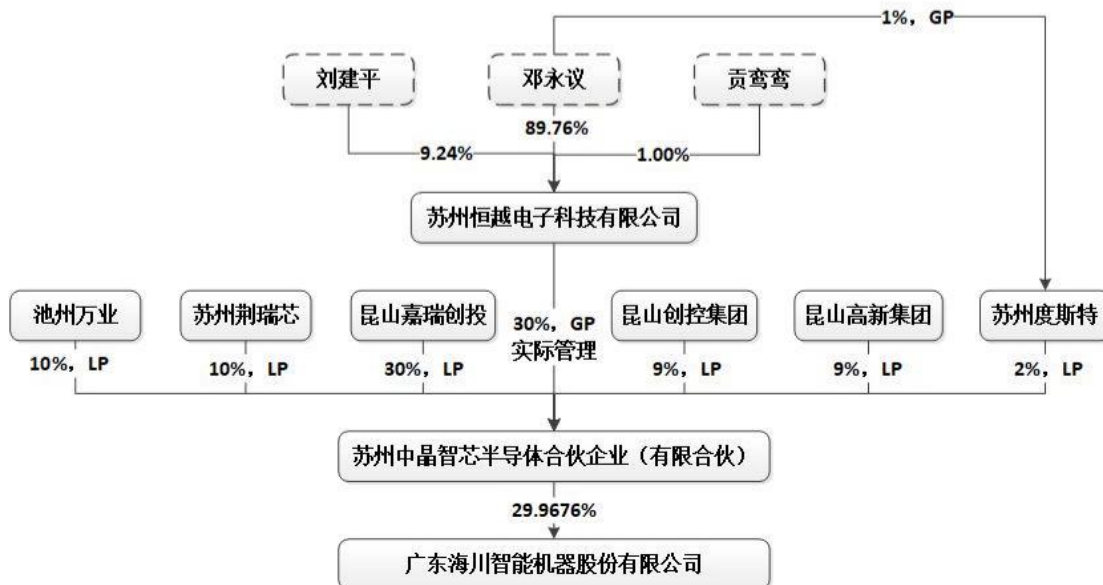 1%，GP
刘建平
邓永议
贡鸾鸾
89.76%
9.24%
1.00%
苏州恒越电子科技有限公司
池州万业
苏州荆瑞芯
昆山嘉瑞创投
30%，GP
实际管理
昆山创控集团
昆山高新集团
苏州度斯特
10%，LP
10%，LP
30%，LP
9%，LP
9%，LP
2%，LP
苏州中晶智芯半导体合伙企业（有限合伙）
29.9676%
广东海川智能机器股份有限公司